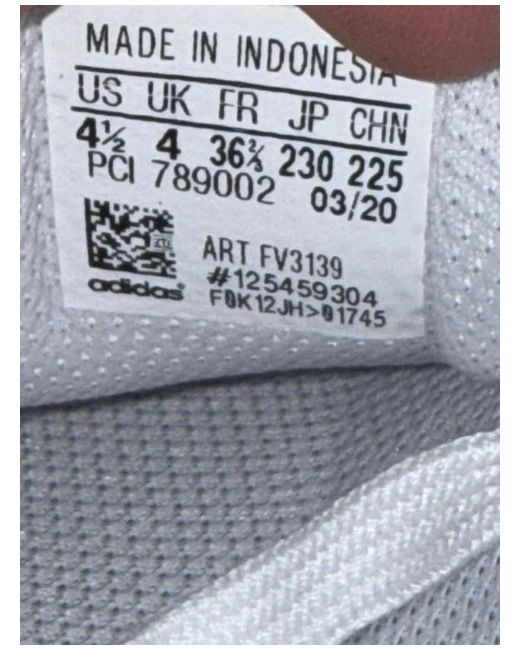 MADE IN INDONESIA
US UK FR JP CHN
4½ 4 36⅔ 230 225
PCI 789002 03/20
ART FV3139
#125459304
adidas F0K12JH>01745